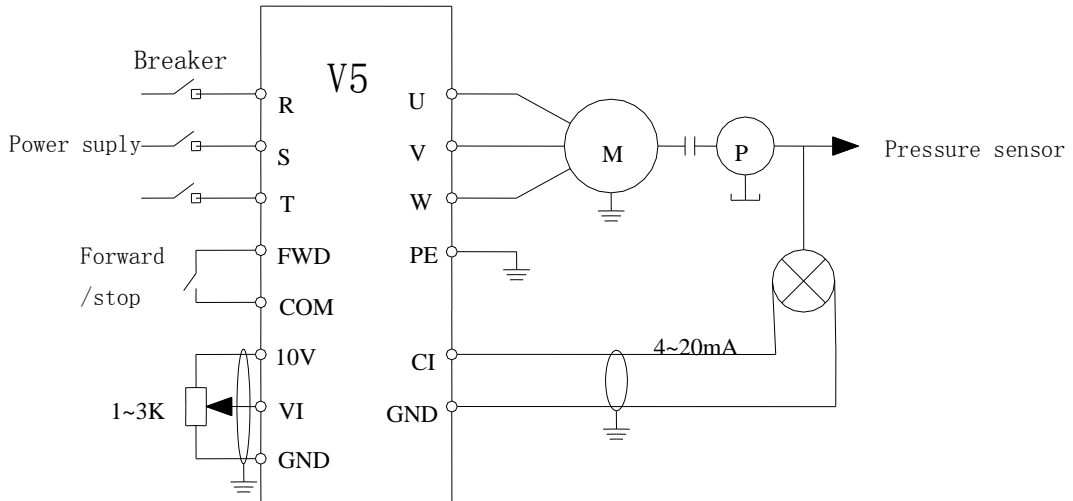 Breaker
V5
R
U
Power suply
S
V
M
P
Pressure sensor
T
W
Forward
/stop
FWD
PE
COM
10V
CI
4~20mA
1~3K
VI
GND
GND